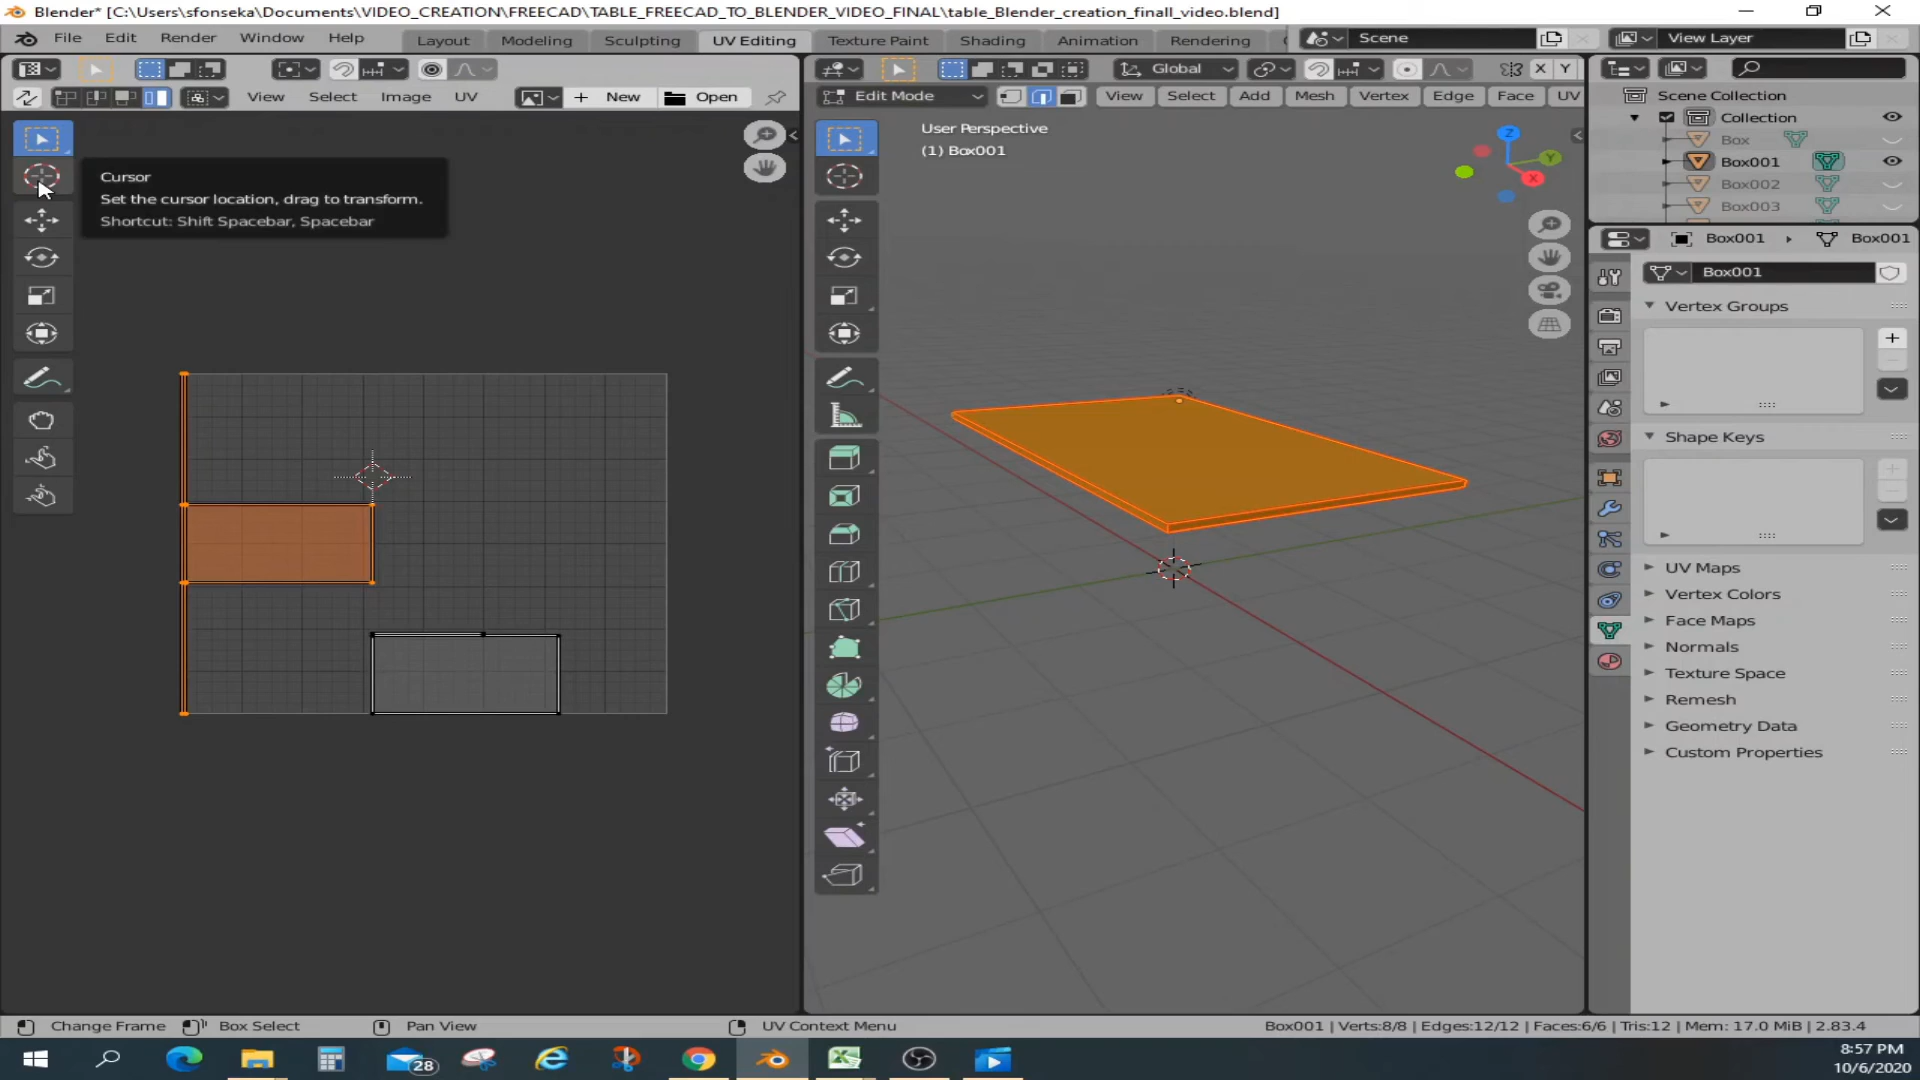 Blender* [C:\Users\sfonseka\Documents\VIDEO_CREATION\FREECAD\TABLE_FREECAD_TO_BLENDER_VIDEO_FINAL\table_Blender_creation_finall_video.blend]
File Edit Render Window Help Layout Modeling Sculpting UV Editing Texture Paint Shading Animation Rendering Scene View Layer
Global X Y
View Select Image UV New Open Edit Mode View Select Add Mesh Vertex Edge Face UV
Scene Collection
Collection
Box
Box001
Box002
Box003
User Perspective
(1) Box001
Z
Y
X
Cursor
Set the cursor location, drag to transform.
Shortcut: Shift Spacebar, Spacebar
Box001 Box001
Box001
Vertex Groups
Shape Keys
UV Maps
Vertex Colors
Face Maps
Normals
Texture Space
Remesh
Geometry Data
Custom Properties
Change Frame Box Select Pan View UV Context Menu Box001 | Verts:8/8 | Edges:12/12 | Faces:6/6 | Tris:12 | Mem: 17.0 MiB | 2.83.4
28
8:57 PM
10/6/2020